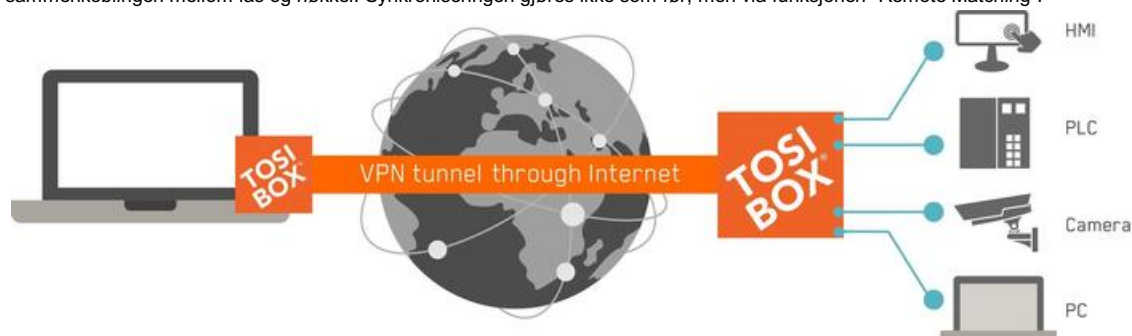 sammenkoblingen mellom lås og nøkkel. Synkroniseringen gjøres ikke som før, men via funksjonen "Remote Matching".
HMI
TOSI
BOX
VPN tunnel through Internet
TOSI
BOX®
PLC
Camera
PC